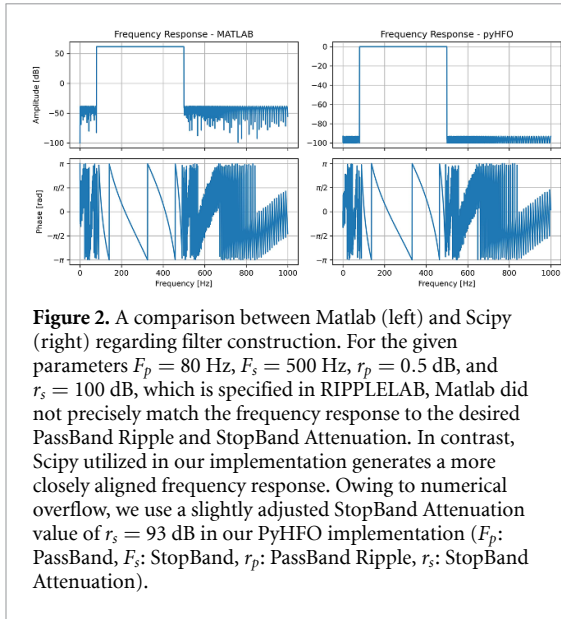 Frequency Response - MATLAB
Frequency Response - pyHFO
Amplitude [dB]
50
0
−50
−100
0
−20
−40
−60
−80
−100
Phase [rad]
π
π/2
0
−π/2
−π
π
π/2
0
−π/2
−π
0 200 400 600 800 1000
0 200 400 600 800 1000
Frequency [Hz]
Frequency [Hz]
Figure 2. A comparison between Matlab (left) and Scipy
(right) regarding filter construction. For the given
parameters Fp = 80 Hz, Fs = 500 Hz, rp = 0.5 dB, and
rs = 100 dB, which is specified in RIPPLELAB, Matlab did
not precisely match the frequency response to the desired
PassBand Ripple and StopBand Attenuation. In contrast,
Scipy utilized in our implementation generates a more
closely aligned frequency response. Owing to numerical
overflow, we use a slightly adjusted StopBand Attenuation
value of rs = 93 dB in our PyHFO implementation (Fp:
PassBand, Fs: StopBand, rp: PassBand Ripple, rs: StopBand
Attenuation).